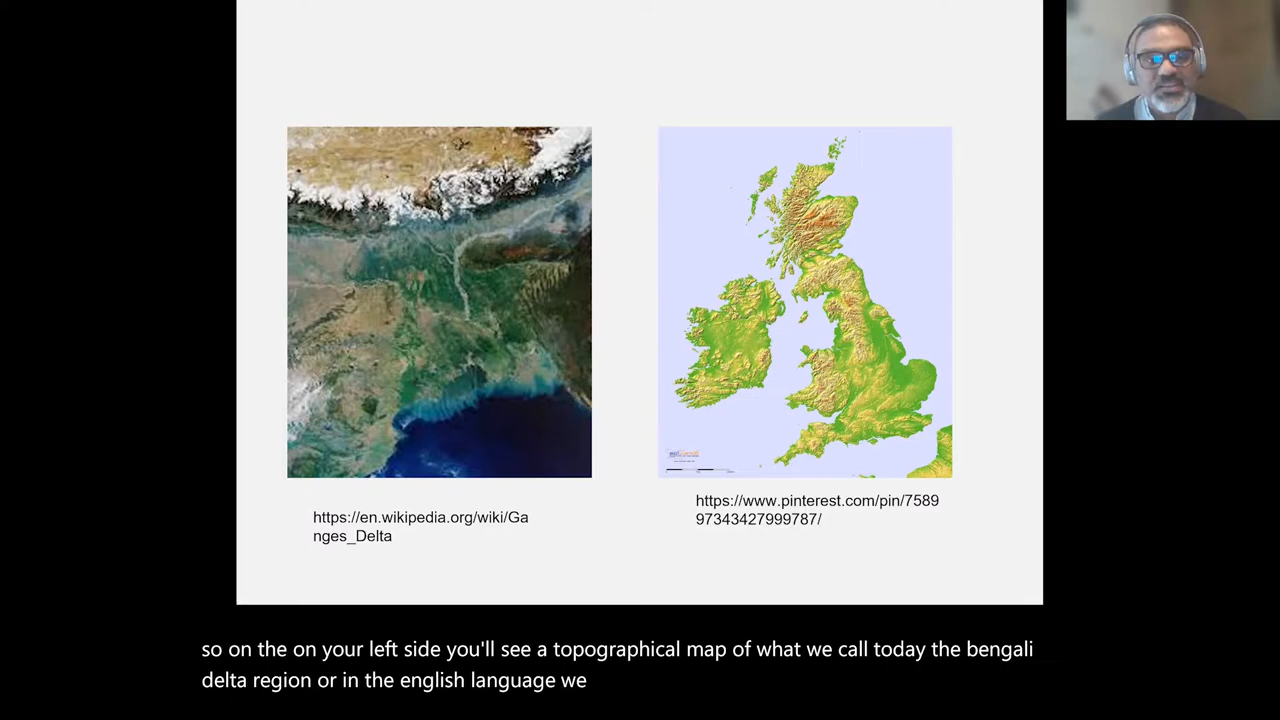 https://en.wikipedia.org/wiki/Ga
nges_Delta
https://www.pinterest.com/pin/7589
97343427999787/
so on the on your left side you'll see a topographical map of what we call today the bengali
delta region or in the english language we